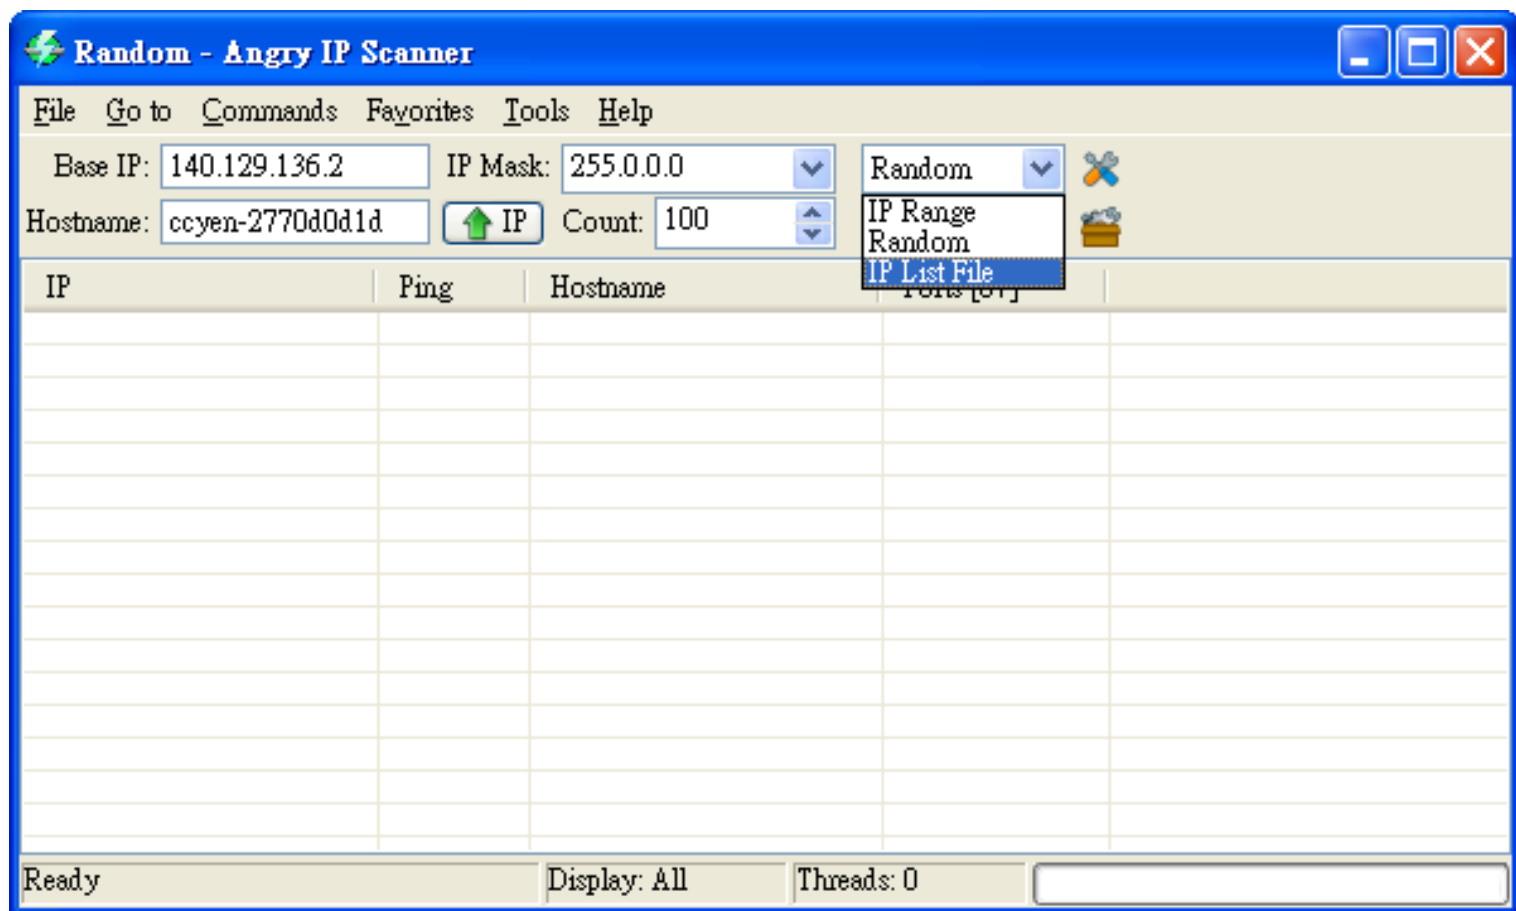 Random - Angry IP Scanner
File Go to Commands Favorites Tools Help
Base IP: 140.129.136.2 IP Mask: 255.0.0.0 Random
Hostname: ccyen-2770d0d1d IP Count: 100
IP Range
Random
IP List File
IP Ping Hostname
Ready Display: All Threads: 0